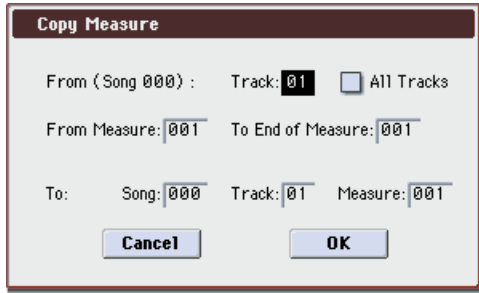 Copy Measure
From (Song 000) : Track: 01 All Tracks
From Measure: 001 To End of Measure: 001
To: Song: 000 Track: 01 Measure: 001
Cancel OK